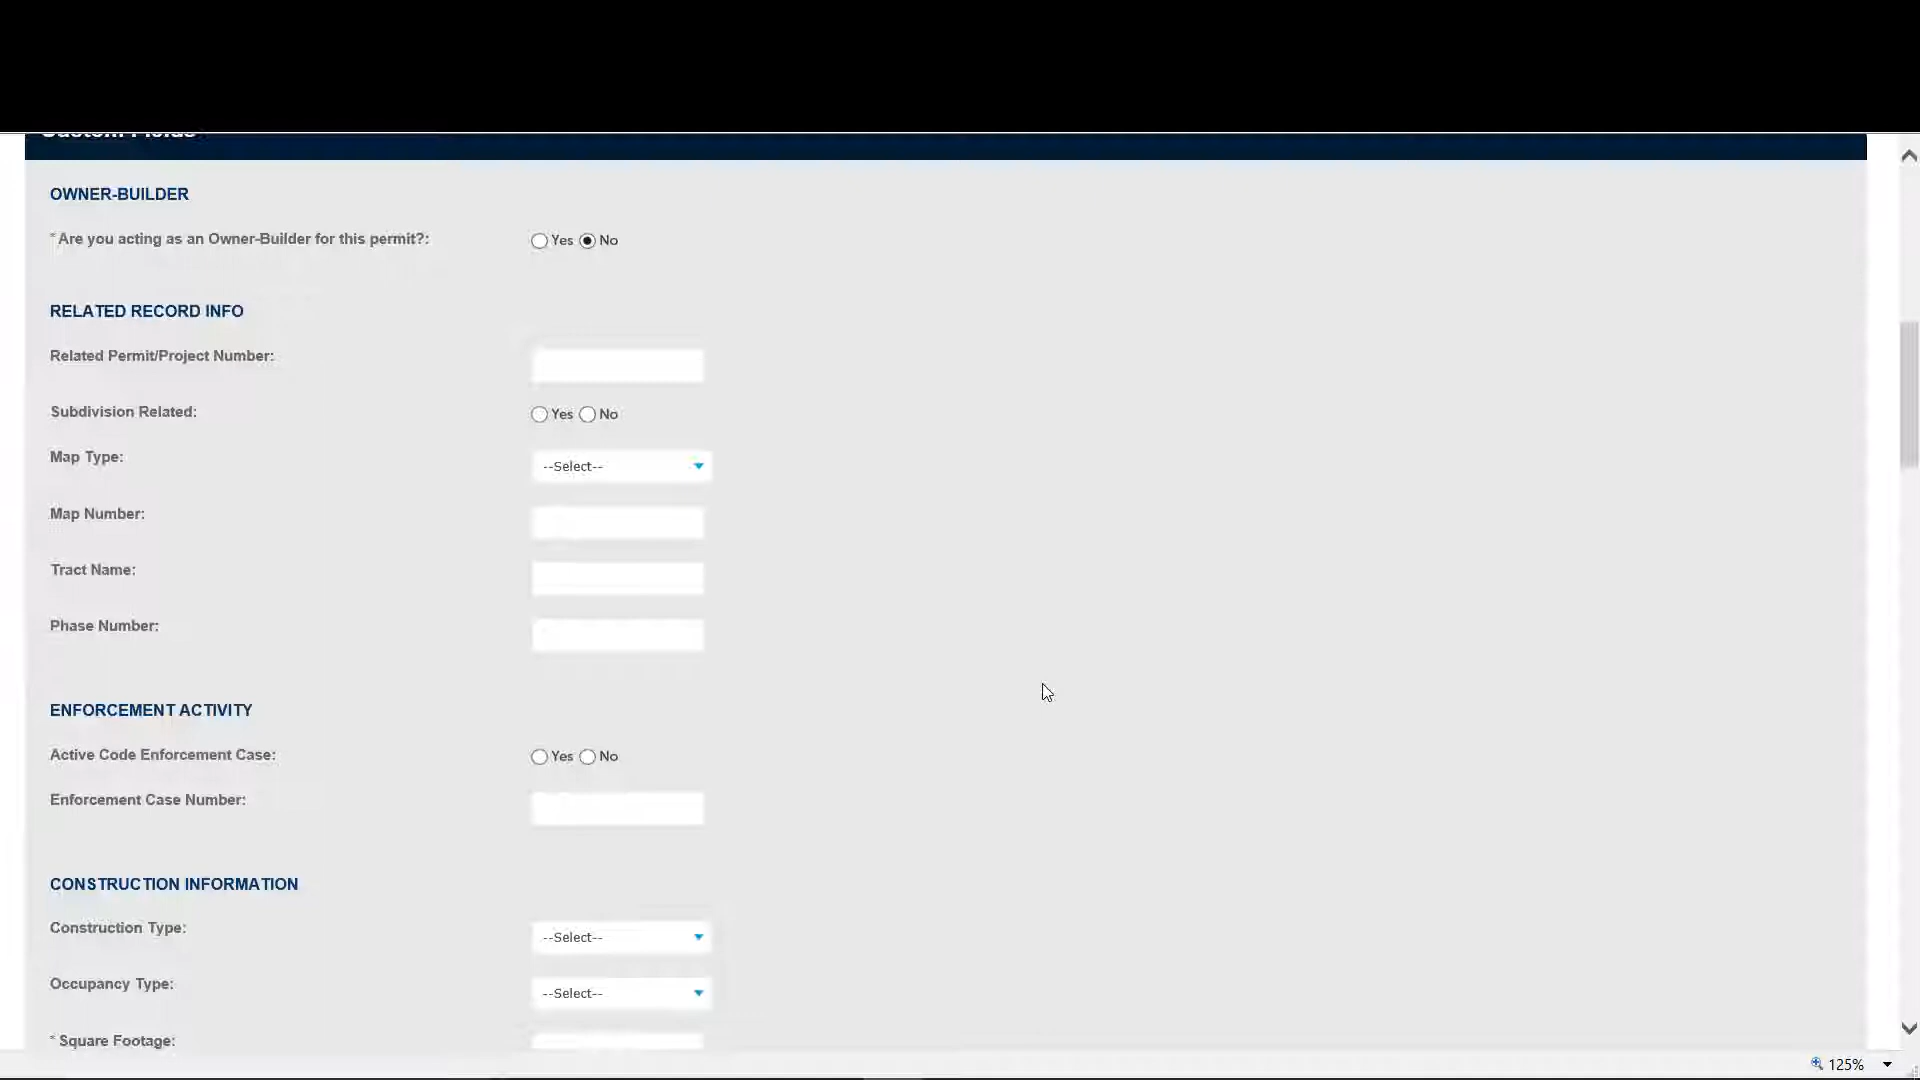 OWNER-BUILDER
* Are you acting as an Owner-Builder for this permit?: Yes No
RELATED RECORD INFO
Related Permit/Project Number:
Subdivision Related: Yes No
Map Type: --Select--
Map Number:
Tract Name:
Phase Number:
ENFORCEMENT ACTIVITY
Active Code Enforcement Case: Yes No
Enforcement Case Number:
CONSTRUCTION INFORMATION
Construction Type: --Select--
Occupancy Type: --Select--
* Square Footage:
125%